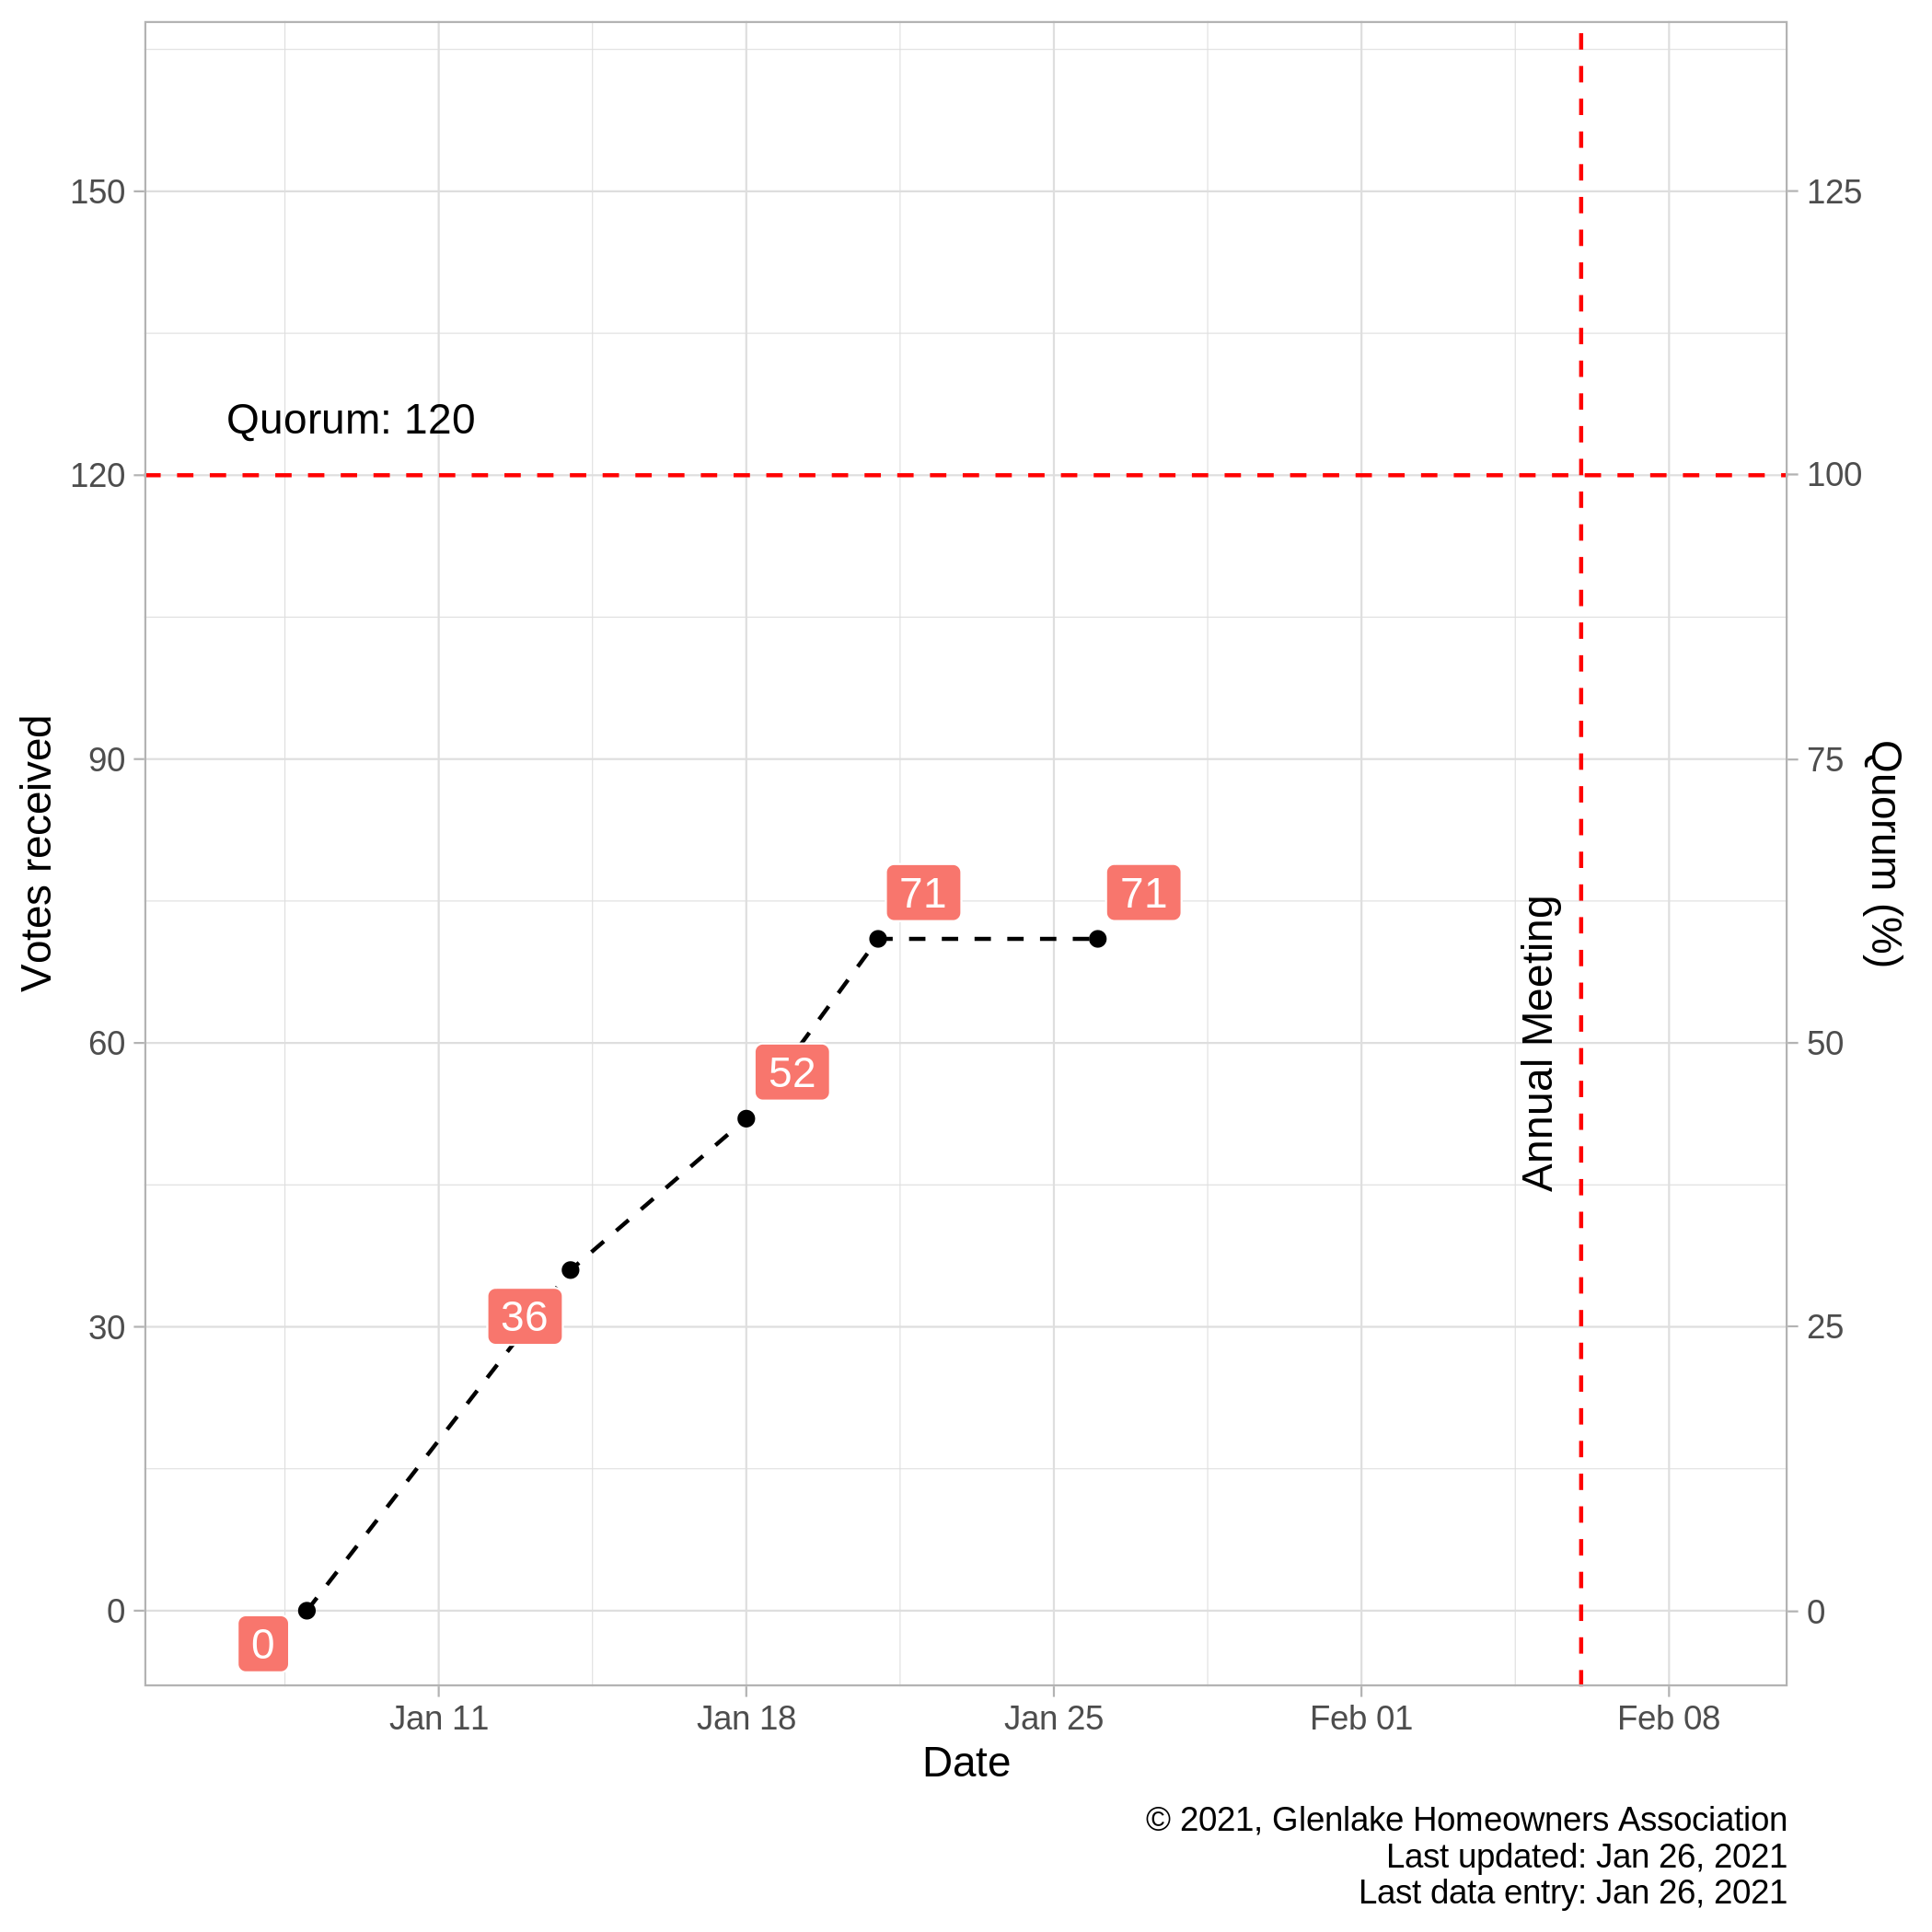 150
120
90
60
30
0
Votes received
125
100
75
50
25
0
Quorum (%)
Quorum: 120
Annual Meeting
0
36
52
71
71
Jan 11
Jan 18
Jan 25
Feb 01
Feb 08
Date
© 2021, Glenlake Homeowners Association
Last updated: Jan 26, 2021
Last data entry: Jan 26, 2021